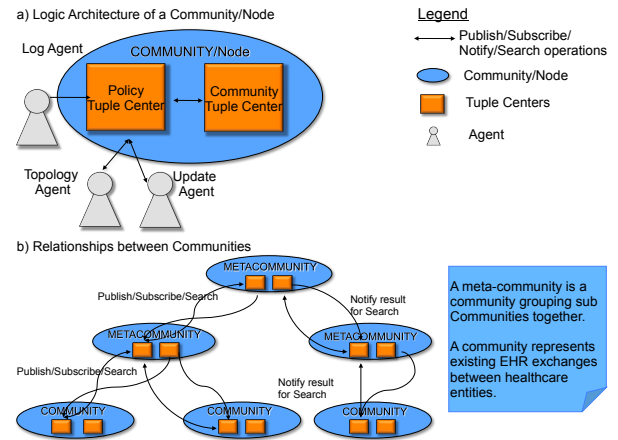 a) Logic Architecture of a Community/Node
Legend
Publish/Subscribe/
Notify/Search operations
Community/Node
Tuple Centers
Agent
Log Agent
COMMUNITY/Node
Policy
Tuple Center
Community
Tuple Center
Topology
Agent
Update
Agent
b) Relationships between Communities
METACOMMUNITY
Publish/Subscribe/Search
Notify result
for Search
METACOMMUNITY
METACOMMUNITY
Publish/Subscribe/Search
Notify result
for Search
COMMUNITY
COMMUNITY
COMMUNITY
A meta-community is a
community grouping sub
Communities together.
A community represents
existing EHR exchanges
between healthcare
entities.